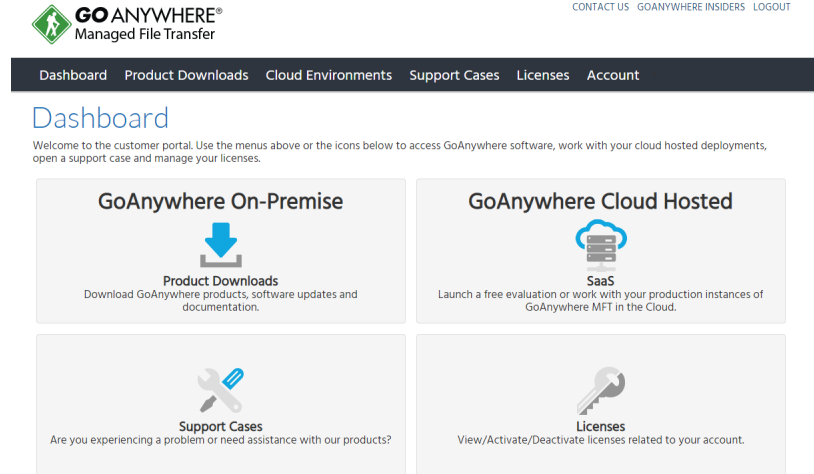 GO ANYWHERE®
Managed File Transfer
CONTACT US GOANYWHERE INSIDERS LOGOUT
Dashboard Product Downloads Cloud Environments Support Cases Licenses Account
Dashboard
Welcome to the customer portal. Use the menus above or the icons below to access GoAnywhere software, work with your cloud hosted deployments,
open a support case and manage your licenses.
GoAnywhere On-Premise
Product Downloads
Download GoAnywhere products, software updates and
documentation.
GoAnywhere Cloud Hosted
SaaS
Launch a free evaluation or work with your production instances of
GoAnywhere MFT in the Cloud.
Support Cases
Are you experiencing a problem or need assistance with our products?
Licenses
View/Activate/Deactivate licenses related to your account.